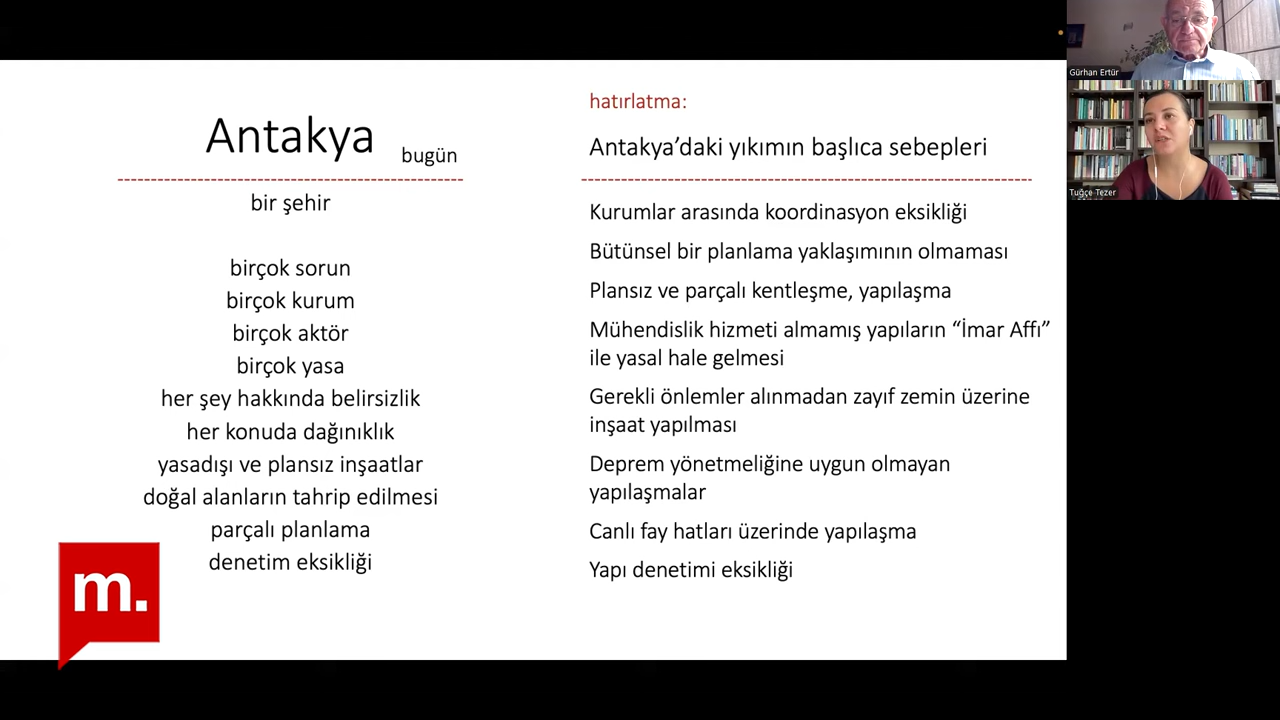 Antakya bugün
bir şehir
birçok sorun
birçok kurum
birçok aktör
birçok yasa
her şey hakkında belirsizlik
her konuda dağınıklık
yasadışı ve plansız inşaatlar
doğal alanların tahrip edilmesi
parçalı planlama
denetim eksikliği
m.
hatırlatma:
Antakya’daki yıkımın başlıca sebepleri
Kurumlar arasında koordinasyon eksikliği
Bütünsel bir planlama yaklaşımının olmaması
Plansız ve parçalı kentleşme, yapılaşma
Mühendislik hizmeti almamış yapıların “İmar Affı”
ile yasal hale gelmesi
Gerekli önlemler alınmadan zayıf zemin üzerine
inşaat yapılması
Deprem yönetmeliğine uygun olmayan
yapılaşmalar
Canlı fay hatları üzerinde yapılaşma
Yapı denetimi eksikliği
Gürhan Ertür
Tuğçe Tezer